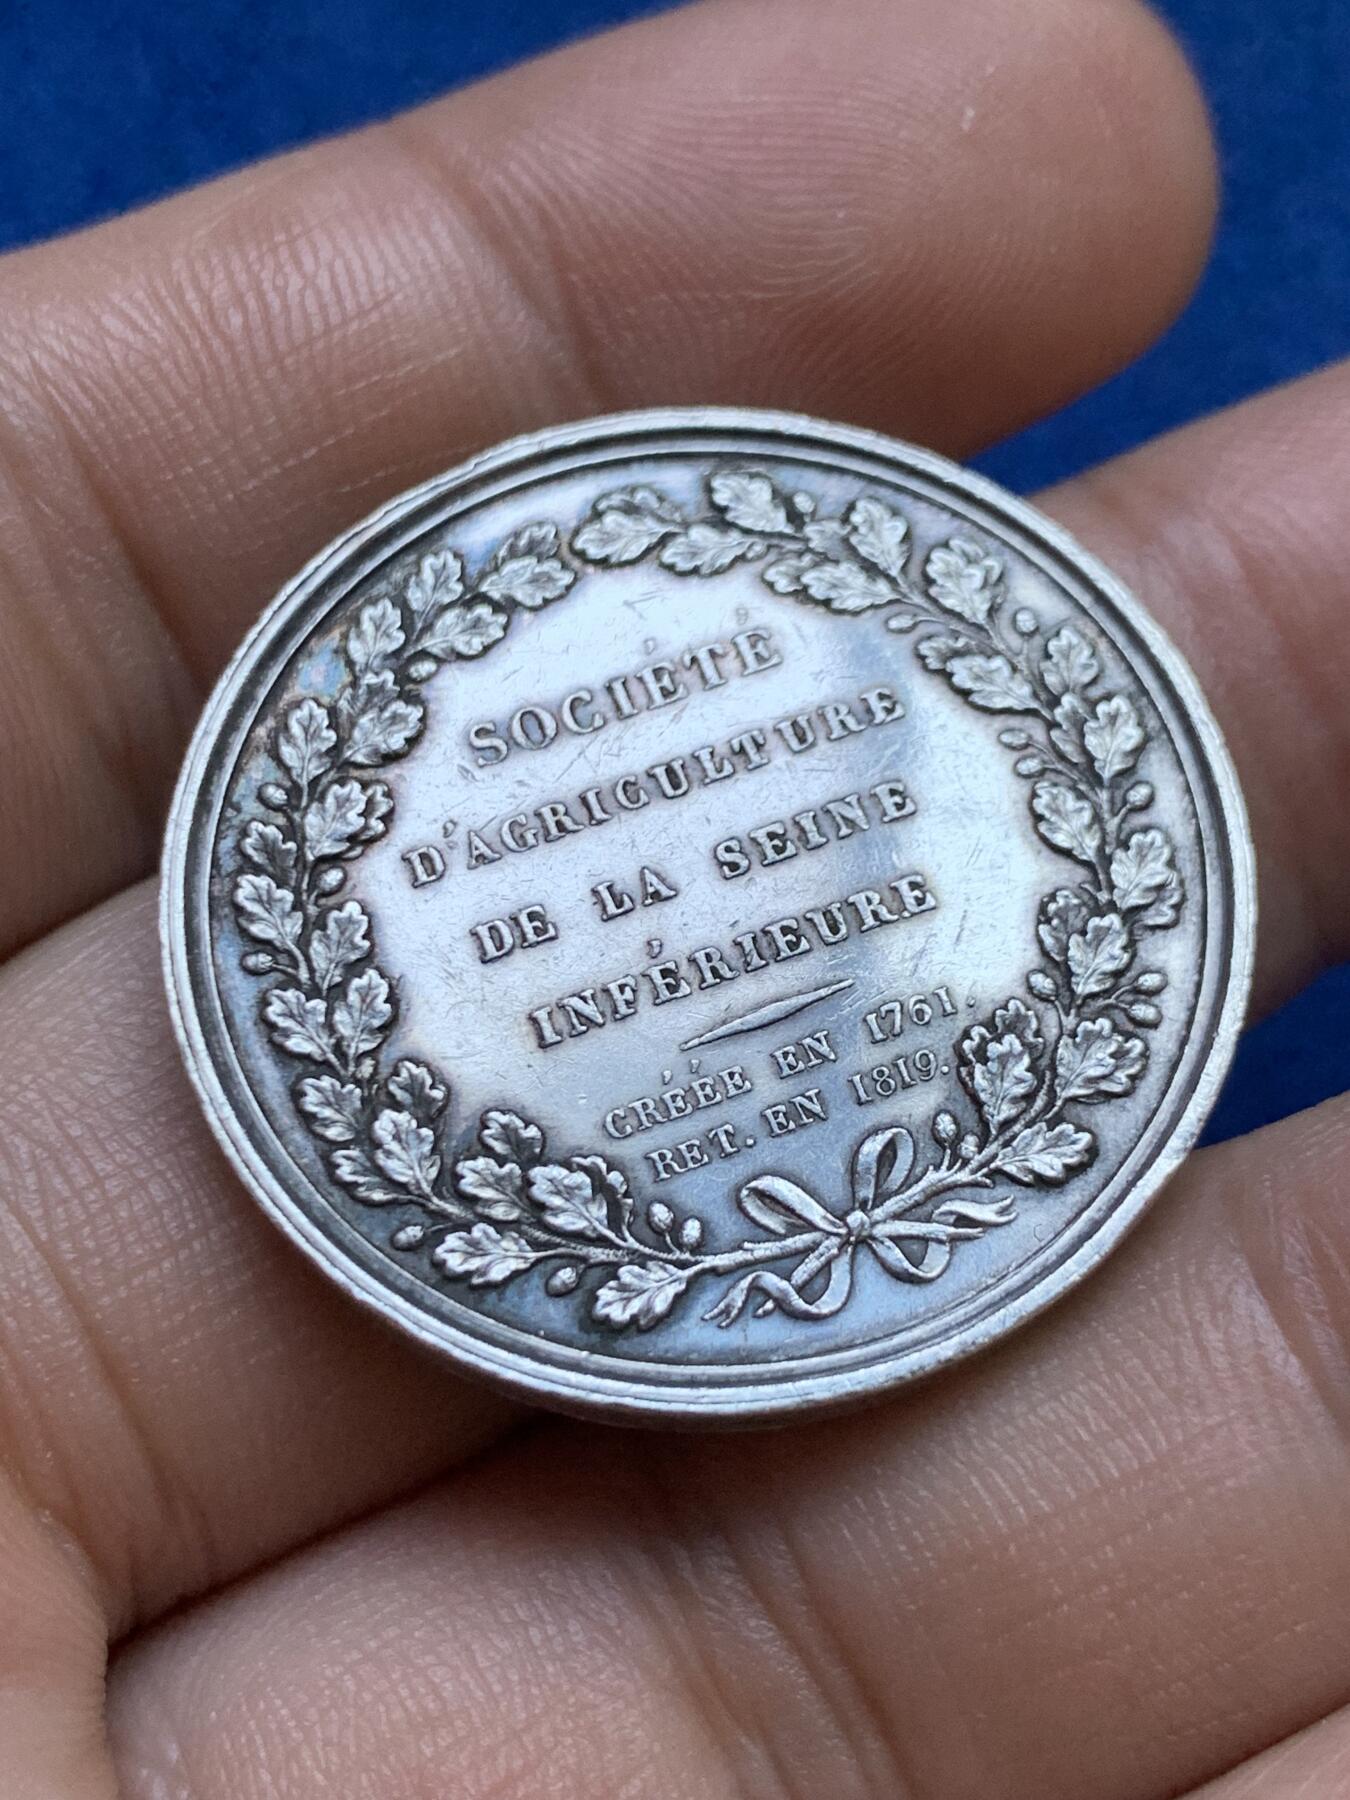 SOCIÉTÉ
D'AGRICULTURE
DE LA SEINE
INFÉRIEURE
CRÉÉE EN 1761.
RET. EN 1819.